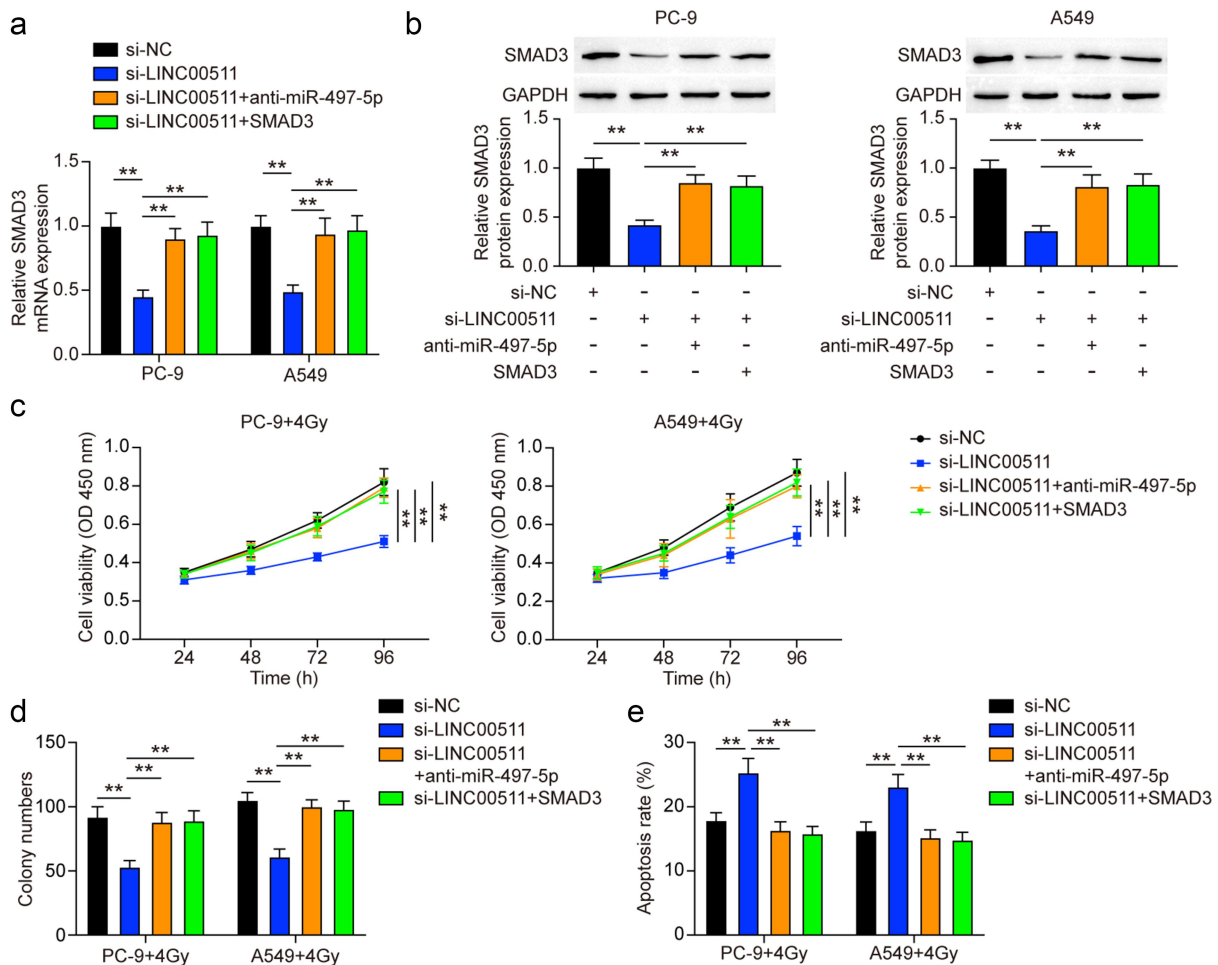 a
si-NC
si-LINC00511
si-LINC00511+anti-miR-497-5p
si-LINC00511+SMAD3
Relative SMAD3
mRNA expression
1.5
1.0
0.5
0.0
** ** **
** ** **
PC-9 A549
b
PC-9
SMAD3
GAPDH
Relative SMAD3
protein expression
1.5
1.0
0.5
0.0
** ** **
si-NC + - - -
si-LINC00511 - + + +
anti-miR-497-5p - - + -
SMAD3 - - - +
A549
SMAD3
GAPDH
Relative SMAD3
protein expression
1.5
1.0
0.5
0.0
** ** **
si-NC + - - -
si-LINC00511 - + + +
anti-miR-497-5p - - + -
SMAD3 - - - +
c
PC-9+4Gy
Cell viability (OD 450 nm)
1.0
0.8
0.6
0.4
0.5
0.0
** ** **
24 48 72 96
Time (h)
A549+4Gy
Cell viability (OD 450 nm)
1.0
0.8
0.6
0.4
0.5
0.0
** ** **
24 48 72 96
Time (h)
si-NC
si-LINC00511
si-LINC00511+anti-miR-497-5p
si-LINC00511+SMAD3
d
Colony numbers
150
100
50
0
** ** **
** ** **
PC-9+4Gy A549+4Gy
si-NC
si-LINC00511
si-LINC00511
+anti-miR-497-5p
si-LINC00511+SMAD3
e
Apoptosis rate (%)
30
20
10
0
** ** **
** ** **
PC-9+4Gy A549+4Gy
si-NC
si-LINC00511
si-LINC00511
+anti-miR-497-5p
si-LINC00511+SMAD3